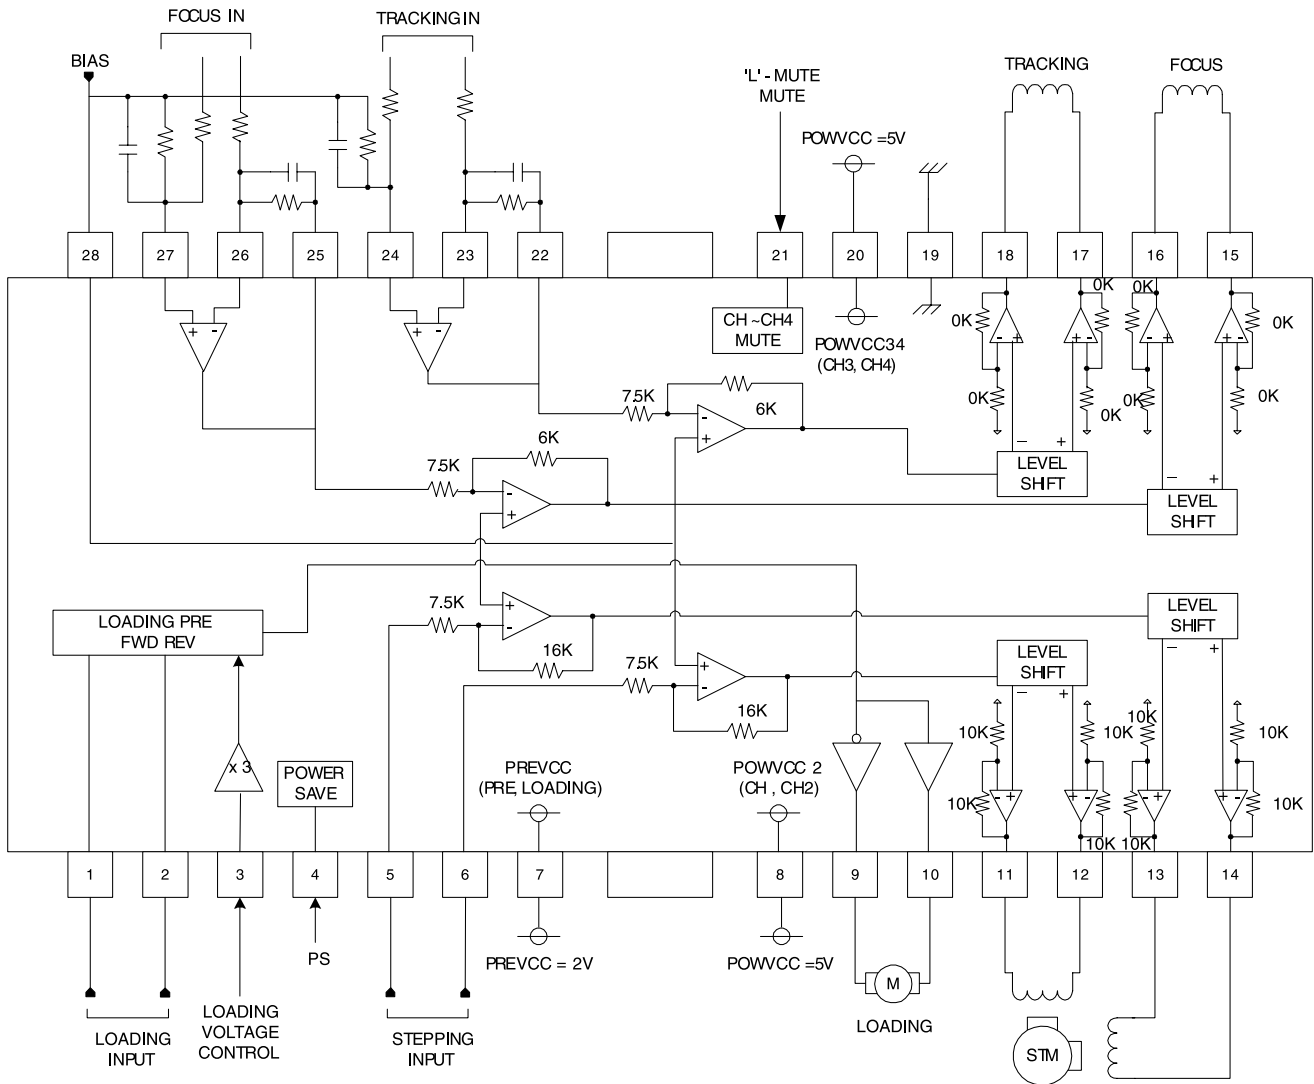 FOCUS IN
TRACKING IN
BIAS
'L' - MUTE
MUTE
TRACKING
FOCUS
POWVCC =5V
28
27
26
25
24
23
22
21
20
19
18
17
16
15
+ -
+ -
CH ~CH4
MUTE
POWVCC34
(CH3, CH4)
0K
0K
0K
0K
- +
+ -
- +
+ -
0K
0K
0K
0K
7.5K
6K
-
+
- +
LEVEL
SHIFT
7.5K
6K
-
+
- +
LEVEL
SHIFT
LOADING PRE
FWD REV
7.5K
+
-
16K
LEVEL
SHIFT
- +
7.5K
+
-
16K
LEVEL
SHIFT
- +
x 3
POWER
SAVE
PREVCC
(PRE, LOADING)
POWVCC 2
(CH , CH2)
10K
10K
10K
10K
10K
10K
10K
10K
- +
+ -
- +
+ -
1
2
3
4
5
6
7
8
9
10
11
12
13
14
PS
PREVCC = 2V
POWVCC =5V
M
LOADING
INPUT
LOADING
VOLTAGE
CONTROL
STEPPING
INPUT
LOADING
STM